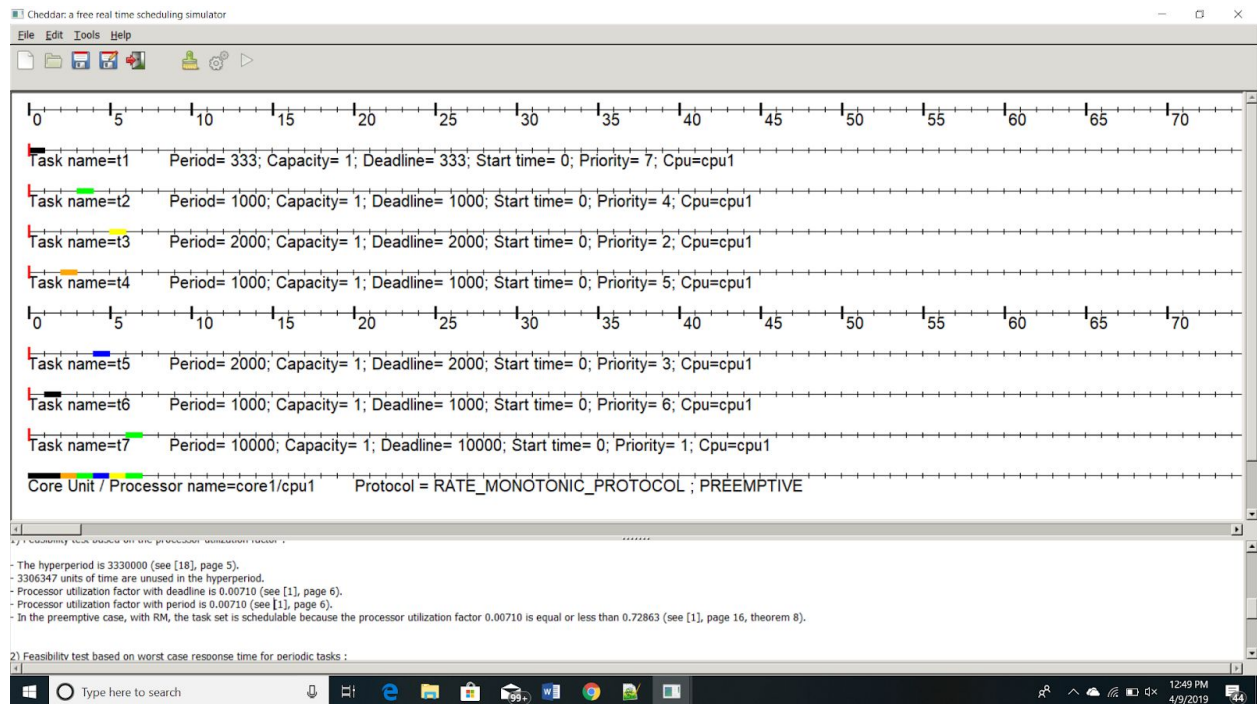 Cheddar: a free real time scheduling simulator
File Edit Tools Help
0 5 10 15 20 25 30 35 40 45 50 55 60 65 70
Task name=t1 Period= 333; Capacity= 1; Deadline= 333; Start time= 0; Priority= 7; Cpu=cpu1
Task name=t2 Period= 1000; Capacity= 1; Deadline= 1000; Start time= 0; Priority= 4; Cpu=cpu1
Task name=t3 Period= 2000; Capacity= 1; Deadline= 2000; Start time= 0; Priority= 2; Cpu=cpu1
Task name=t4 Period= 1000; Capacity= 1; Deadline= 1000; Start time= 0; Priority= 5; Cpu=cpu1
0 5 10 15 20 25 30 35 40 45 50 55 60 65 70
Task name=t5 Period= 2000; Capacity= 1; Deadline= 2000; Start time= 0; Priority= 3; Cpu=cpu1
Task name=t6 Period= 1000; Capacity= 1; Deadline= 1000; Start time= 0; Priority= 6; Cpu=cpu1
Task name=t7 Period= 10000; Capacity= 1; Deadline= 10000; Start time= 0; Priority= 1; Cpu=cpu1
Core Unit / Processor name=core1/cpu1 Protocol = RATE_MONOTONIC_PROTOCOL ; PREEMPTIVE
1) Feasibility test based on the processor utilization factor :
- The hyperperiod is 3330000 (see [18], page 5).
- 3306347 units of time are unused in the hyperperiod.
- Processor utilization factor with deadline is 0.00710 (see [1], page 6).
- Processor utilization factor with period is 0.00710 (see [1], page 6).
- In the preemptive case, with RM, the task set is schedulable because the processor utilization factor 0.00710 is equal or less than 0.72863 (see [1], page 16, theorem 8).
2) Feasibility test based on worst case response time for periodic tasks :
Type here to search
99+
12:49 PM
4/9/2019
44